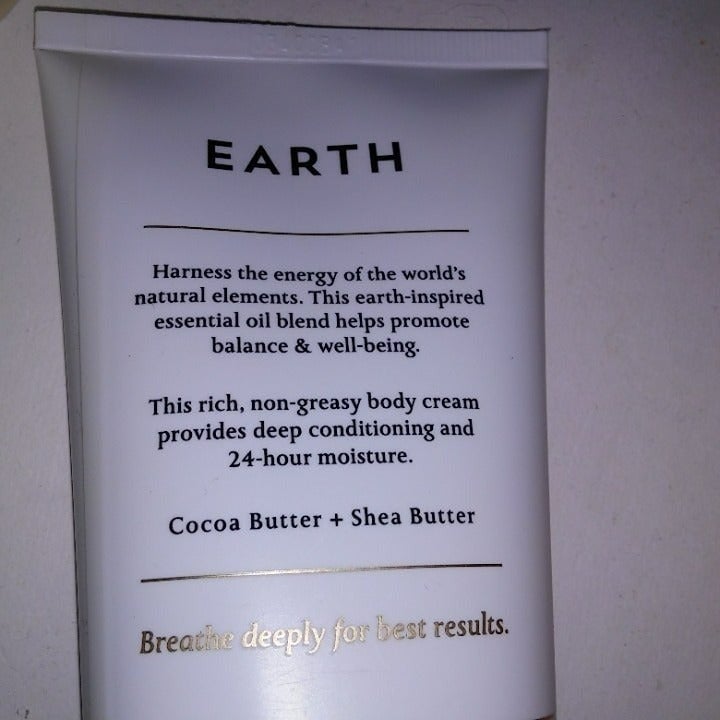 EARTH
Harness the energy of the world's
natural elements. This earth-inspired
essential oil blend helps promote
balance & well-being.
This rich, non-greasy body cream
provides deep conditioning and
24-hour moisture.
Cocoa Butter + Shea Butter
Breathe deeply for best results.